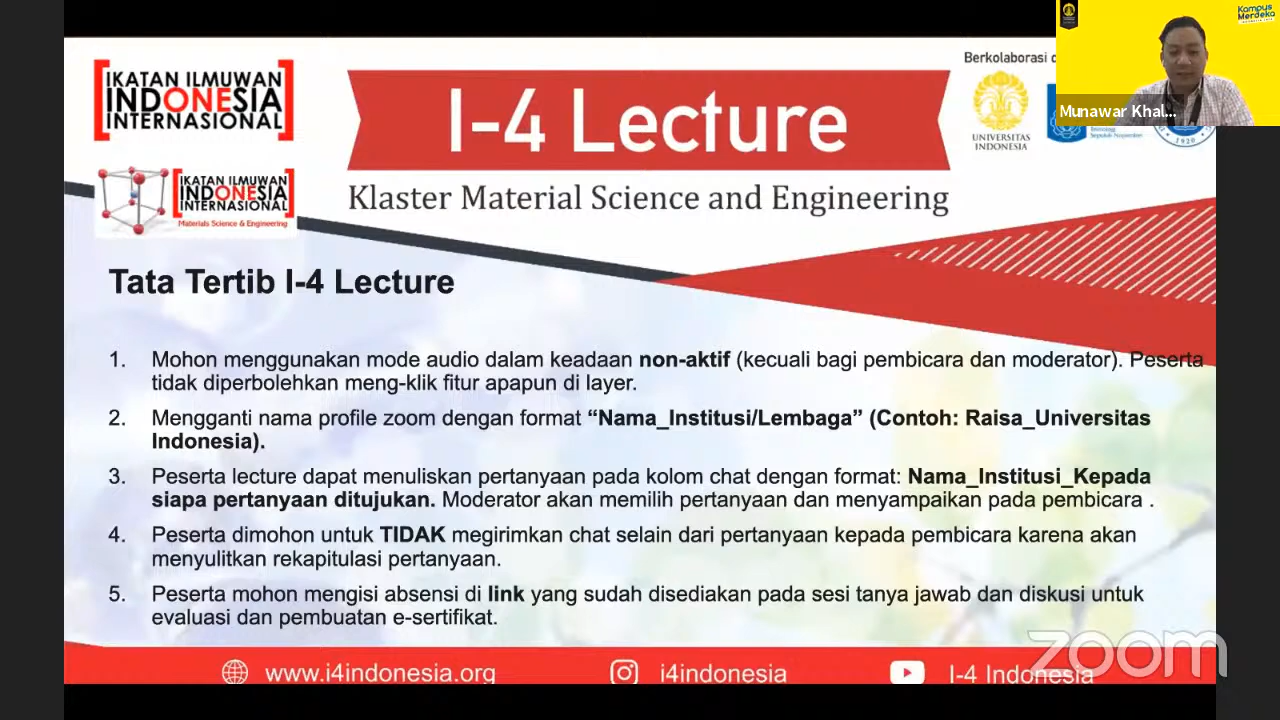 IKATAN ILMUWAN
INDONESIA
INTERNASIONAL
IKATAN ILMUWAN
INDONESIA
INTERNASIONAL
Materials Science & Engineering
I-4 Lecture
Klaster Material Science and Engineering
Berkolaborasi
UNIVERSITAS
INDONESIA
Teknologi
Sepuluh Nopember
1920
Kampus
Merdeka
Munawar Khal...
Tata Tertib I-4 Lecture
1. Mohon menggunakan mode audio dalam keadaan non-aktif (kecuali bagi pembicara dan moderator). Peserta
tidak diperbolehkan meng-klik fitur apapun di layer.
2. Mengganti nama profile zoom dengan format “Nama_Institusi/Lembaga” (Contoh: Raisa_Universitas
Indonesia).
3. Peserta lecture dapat menuliskan pertanyaan pada kolom chat dengan format: Nama_Institusi_Kepada
siapa pertanyaan ditujukan. Moderator akan memilih pertanyaan dan menyampaikan pada pembicara .
4. Peserta dimohon untuk TIDAK megirimkan chat selain dari pertanyaan kepada pembicara karena akan
menyulitkan rekapitulasi pertanyaan.
5. Peserta mohon mengisi absensi di link yang sudah disediakan pada sesi tanya jawab dan diskusi untuk
evaluasi dan pembuatan e-sertifikat.
www.i4indonesia.org
i4indonesia
I-4 Indonesia
zoom